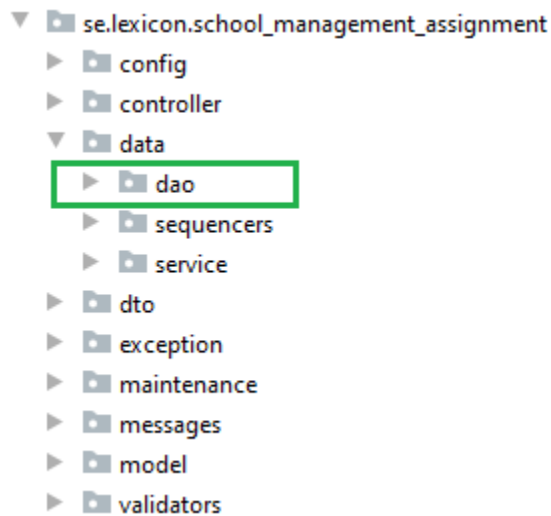 se.lexicon.school_management_assignment
config
controller
data
dao
sequencers
service
dto
exception
maintenance
messages
model
validators